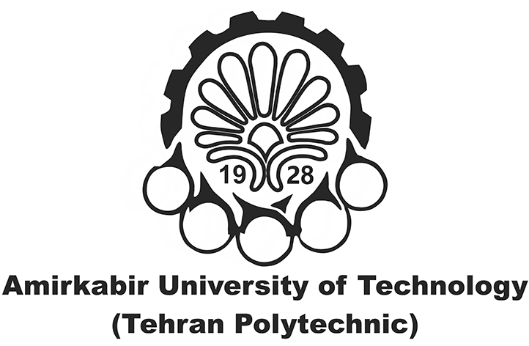 19 28
Amirkabir University of Technology
(Tehran Polytechnic)